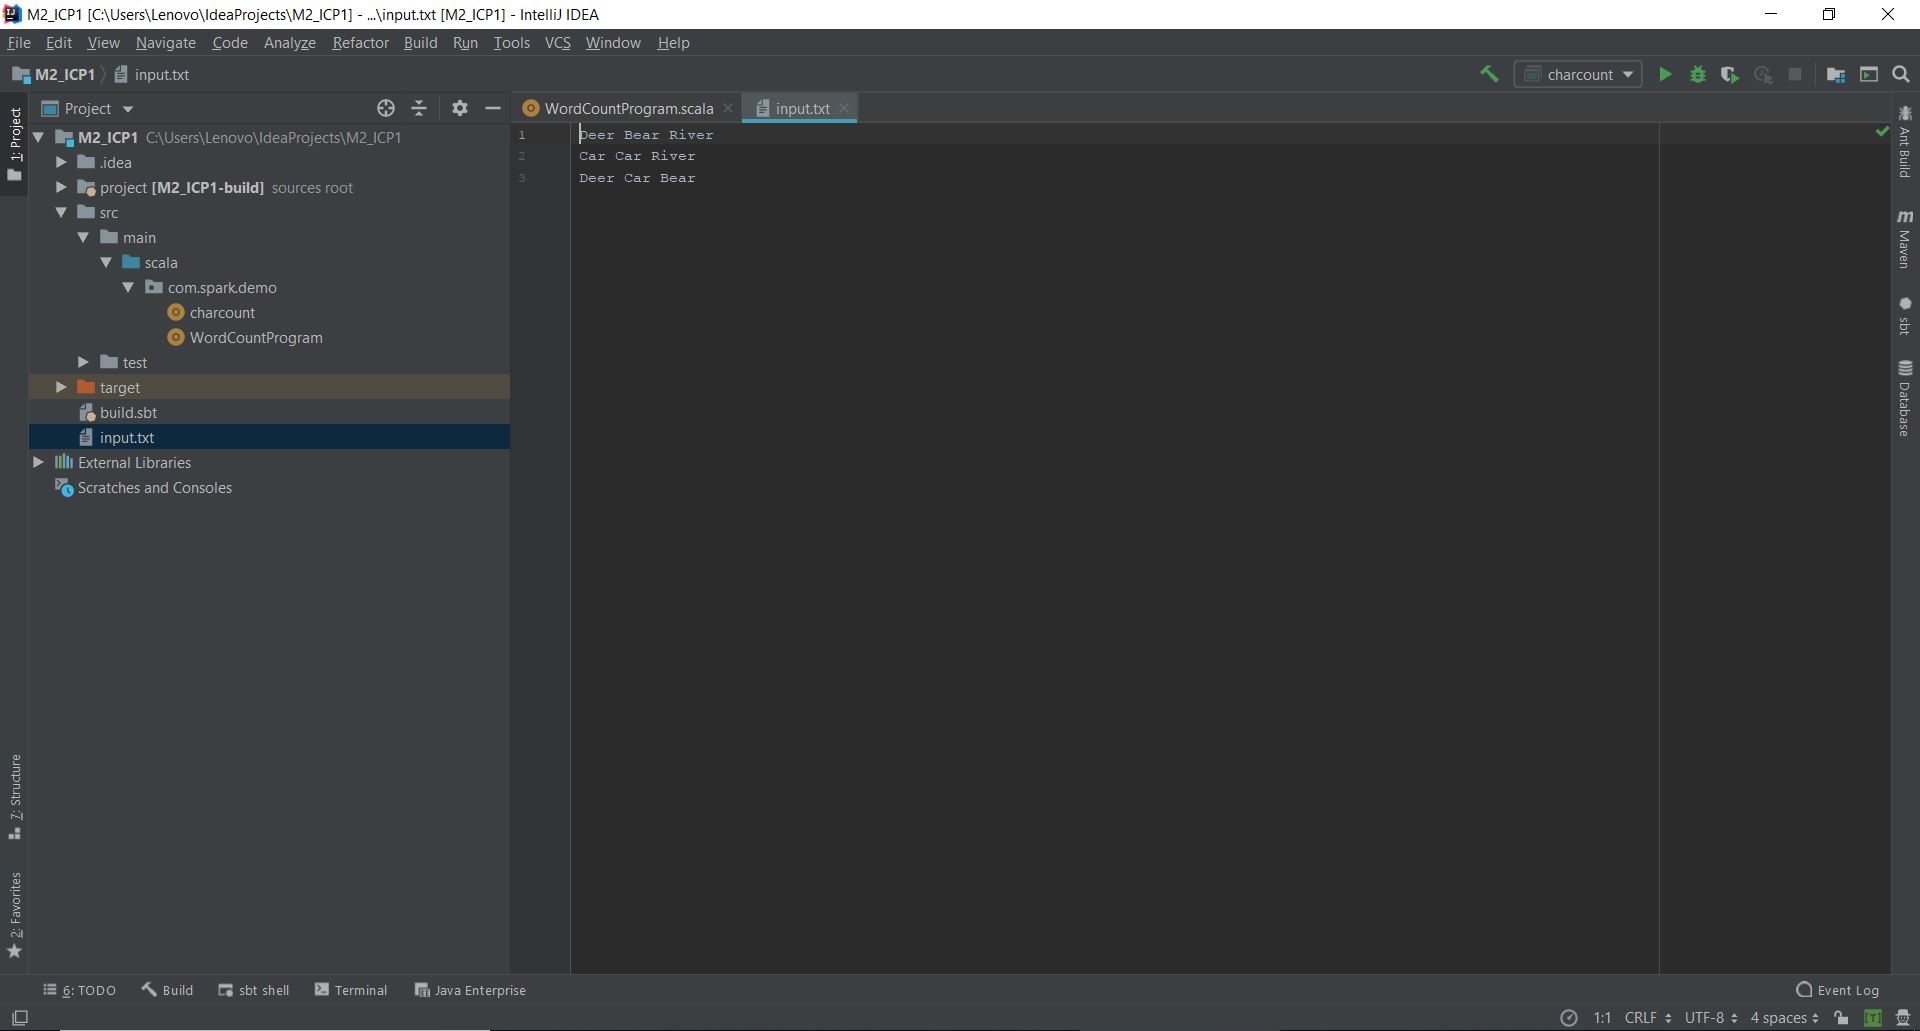 M2_ICP1 [C:\Users\Lenovo\IdeaProjects\M2_ICP1] - ...\input.txt [M2_ICP1] - IntelliJ IDEA
File Edit View Navigate Code Analyze Refactor Build Run Tools VCS Window Help
M2_ICP1 input.txt
charcount
1: Project
Project
WordCountProgram.scala input.txt
M2_ICP1 C:\Users\Lenovo\IdeaProjects\M2_ICP1
.idea
project [M2_ICP1-build] sources root
src
main
scala
com.spark.demo
charcount
WordCountProgram
test
target
build.sbt
input.txt
External Libraries
Scratches and Consoles
1 Deer Bear River
2 Car Car River
3 Deer Car Bear
Ant Build
Maven
sbt
Database
7: Structure
2: Favorites
6: TODO Build sbt shell Terminal Java Enterprise Event Log
1:1 CRLF UTF-8 4 spaces [T]